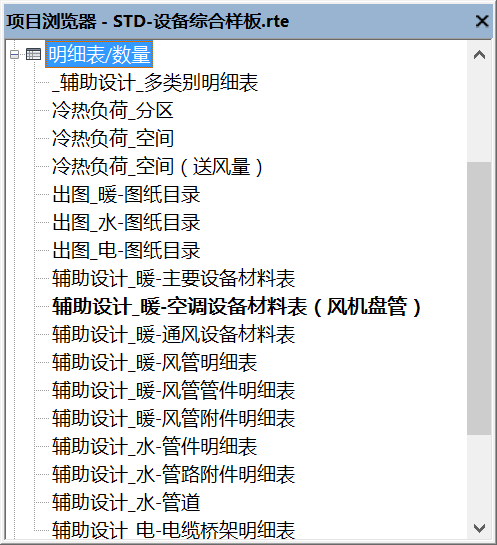 项目浏览器 - STD-设备综合样板.rte
明细表/数量
_辅助设计_多类别明细表
冷热负荷_分区
冷热负荷_空间
冷热负荷_空间（送风量）
出图_暖-图纸目录
出图_水-图纸目录
出图_电-图纸目录
辅助设计_暖-主要设备材料表
辅助设计_暖-空调设备材料表（风机盘管）
辅助设计_暖-通风设备材料表
辅助设计_暖-风管明细表
辅助设计_暖-风管管件明细表
辅助设计_暖-风管附件明细表
辅助设计_水-管件明细表
辅助设计_水-管路附件明细表
辅助设计_水-管道
辅助设计_电-电缆桥架明细表